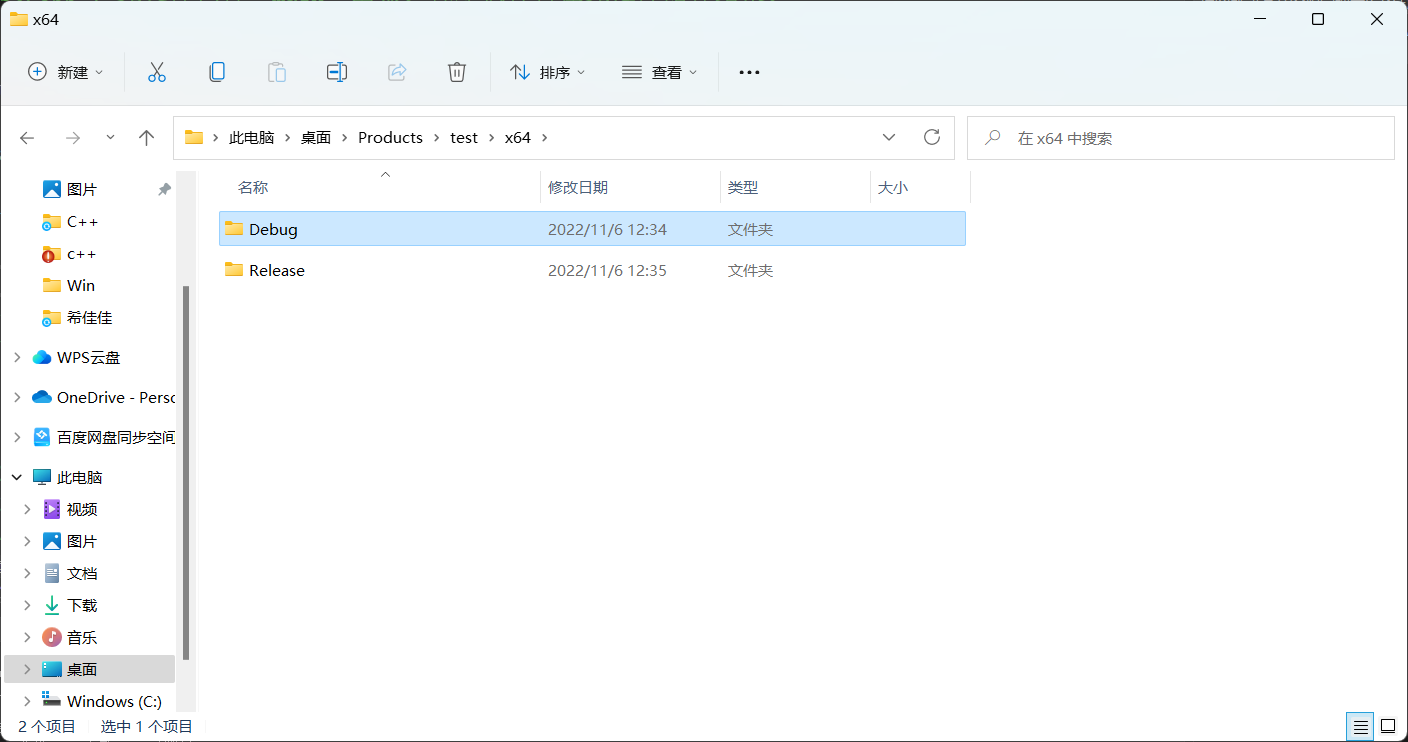 x64
新建 排序 查看
此电脑 桌面 Products test x64 在 x64 中搜索
名称 修改日期 类型 大小
Debug 2022/11/6 12:34 文件夹
Release 2022/11/6 12:35 文件夹
图片
C++
c++
Win
希佳佳
WPS云盘
OneDrive - Perso
百度网盘同步空间
此电脑
视频
图片
文档
下载
音乐
桌面
Windows (C:)
2 个项目 选中 1 个项目